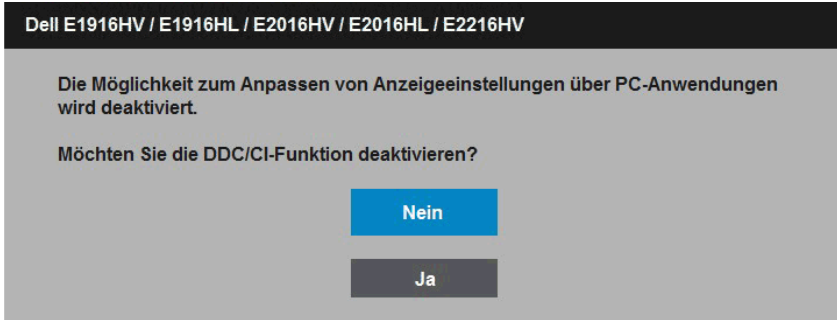 Dell E1916HV / E1916HL / E2016HV / E2016HL / E2216HV
Die Möglichkeit zum Anpassen von Anzeigeeinstellungen über PC-Anwendungen
wird deaktiviert.
Möchten Sie die DDC/CI-Funktion deaktivieren?
Nein
Ja